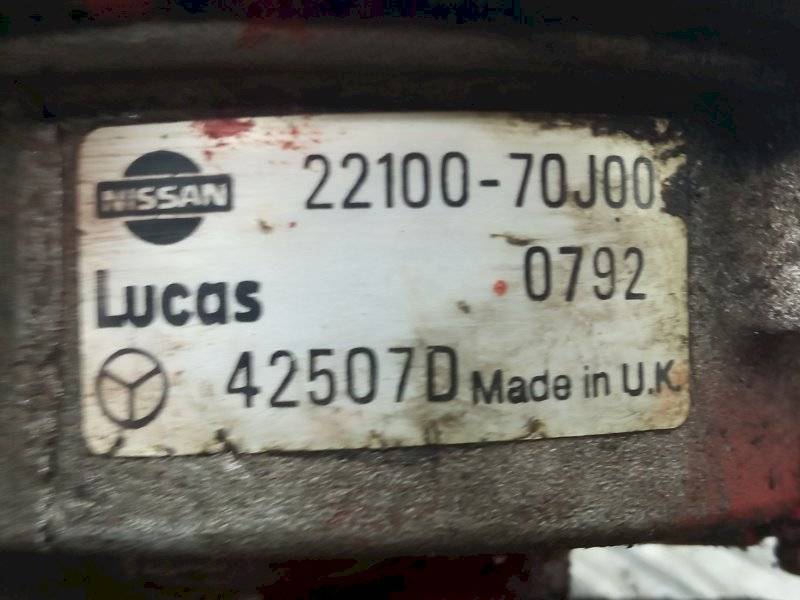 NISSAN 22100-70J00
0792
Lucas
42507D Made in U.K.